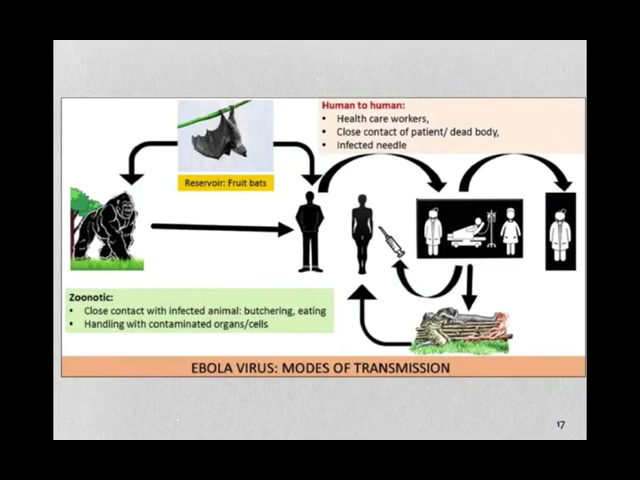 Human to human:
• Health care workers,
• Close contact of patient/ dead body,
• Infected needle
Reservoir: Fruit bats
Zoonotic:
• Close contact with infected animal: butchering, eating
• Handling with contaminated organs/cells
EBOLA VIRUS: MODES OF TRANSMISSION
17